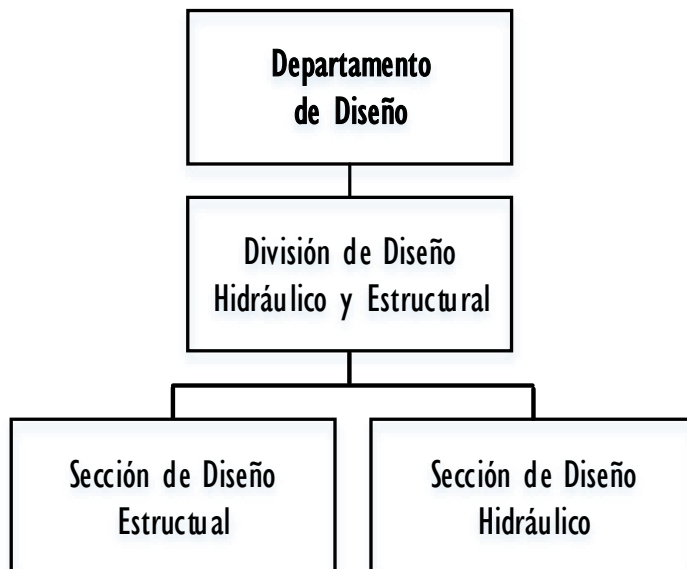 Departamento
de Diseño
División de Diseño
Hidráulico y Estructural
Sección de Diseño
Estructual
Sección de Diseño
Hidráulico